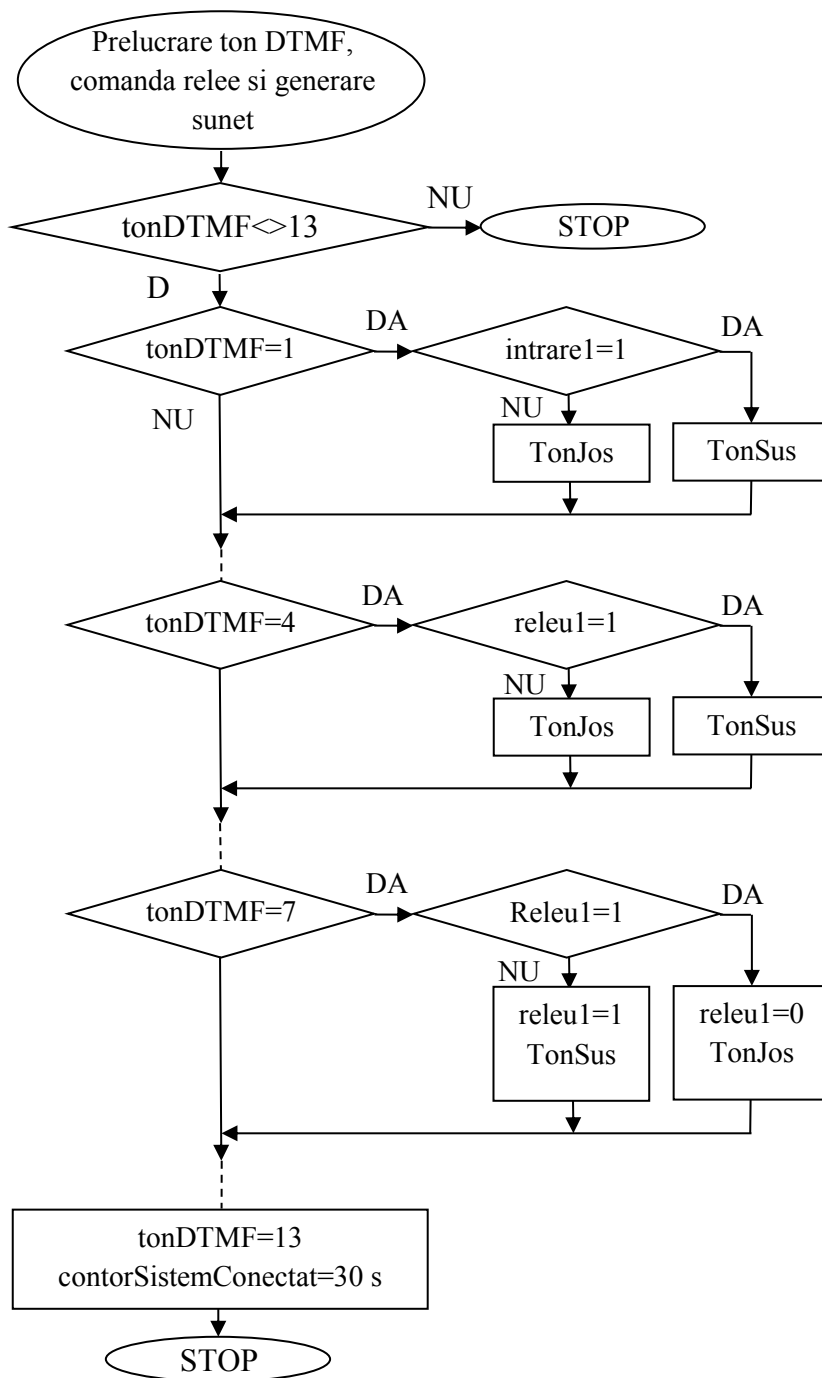 Prelucrare ton DTMF,
comanda relee si generare
sunet
tonDTMF<>13
NU
STOP
D
tonDTMF=1
DA
intrare1=1
DA
NU
NU
TonJos
TonSus
tonDTMF=4
DA
releu1=1
DA
NU
TonJos
TonSus
tonDTMF=7
DA
Releu1=1
DA
NU
releu1=1
TonSus
releu1=0
TonJos
tonDTMF=13
contorSistemConectat=30 s
STOP